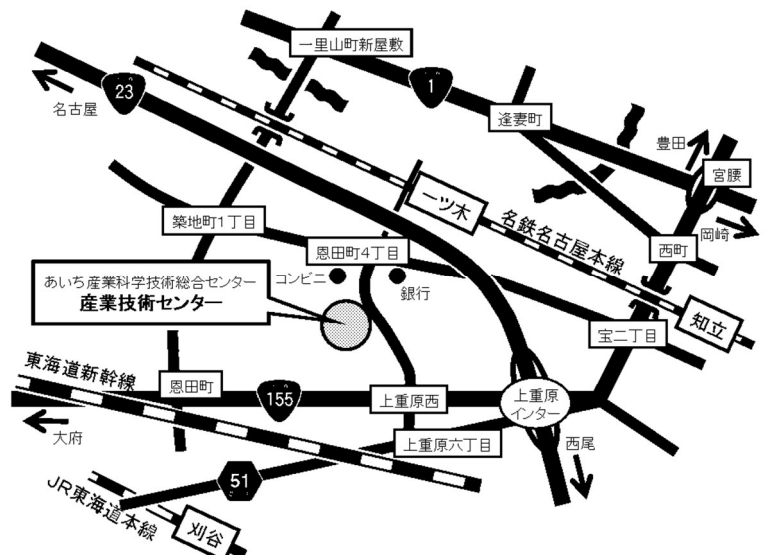 一里山町新屋敷
23
1
名古屋
逢妻町
豊田
宮腰
一ツ木
築地町1丁目
名鉄名古屋本線
岡崎
西町
恩田町4丁目
あいち産業科学技術総合センター
産業技術センター
コンビニ
銀行
知立
宝二丁目
東海道新幹線
恩田町
155
上重原西
上重原
インター
大府
上重原六丁目
西尾
51
JR東海道本線
刈谷